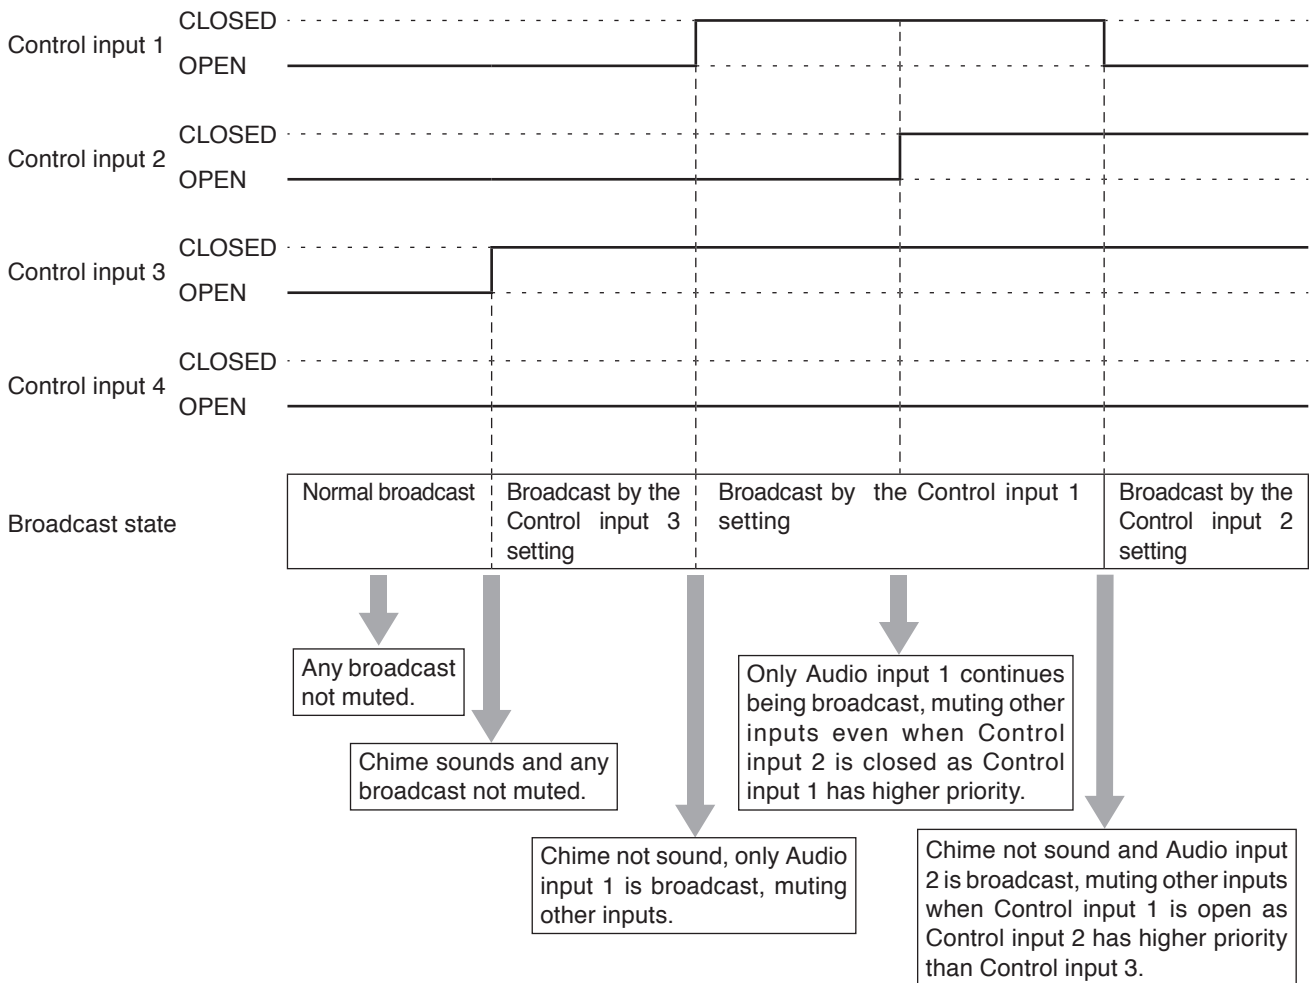 CLOSED
Control input 1
OPEN
CLOSED
Control input 2
OPEN
CLOSED
Control input 3
OPEN
CLOSED
Control input 4
OPEN
Broadcast state
Normal broadcast
Broadcast by the
Control input 3
setting
Broadcast by the Control input 1
setting
Broadcast by the
Control input 2
setting
Any broadcast
not muted.
Chime sounds and any
broadcast not muted.
Chime not sound, only Audio
input 1 is broadcast, muting
other inputs.
Only Audio input 1 continues
being broadcast, muting other
inputs even when Control
input 2 is closed as Control
input 1 has higher priority.
Chime not sound and Audio input
2 is broadcast, muting other inputs
when Control input 1 is open as
Control input 2 has higher priority
than Control input 3.